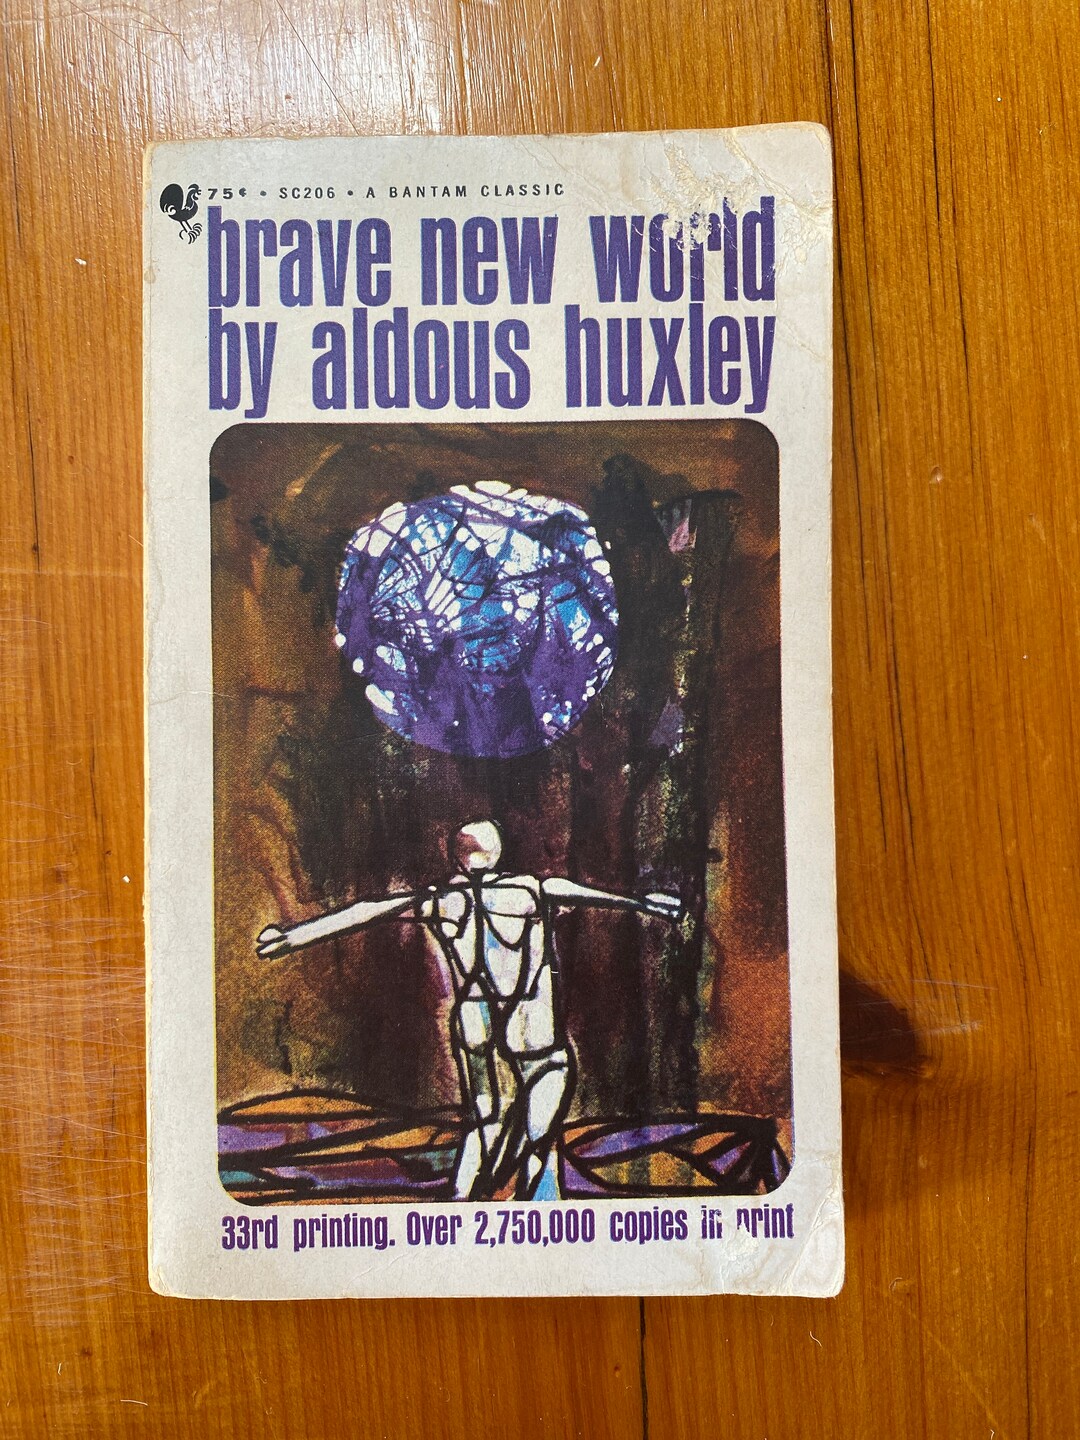 75¢ • SC206 • A BANTAM CLASSIC
brave new world
by aldous huxley
33rd printing. Over 2,750,000 copies in print